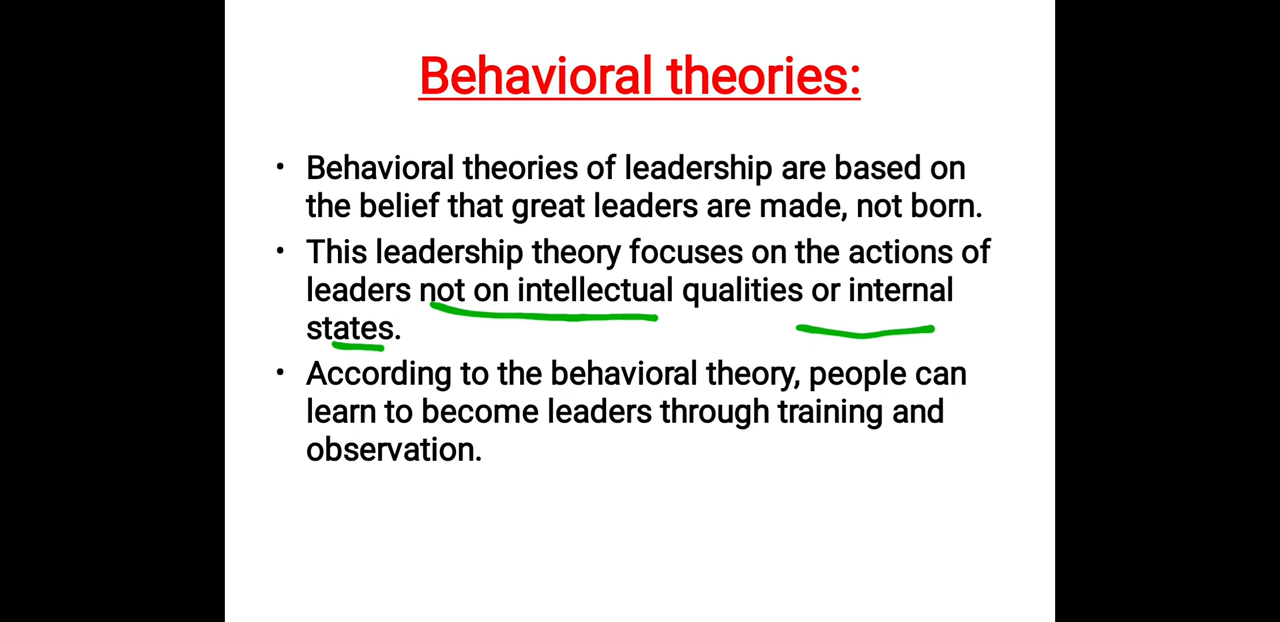 Behavioral theories:
• Behavioral theories of leadership are based on
the belief that great leaders are made, not born.
• This leadership theory focuses on the actions of
leaders not on intellectual qualities or internal
states.
• According to the behavioral theory, people can
learn to become leaders through training and
observation.